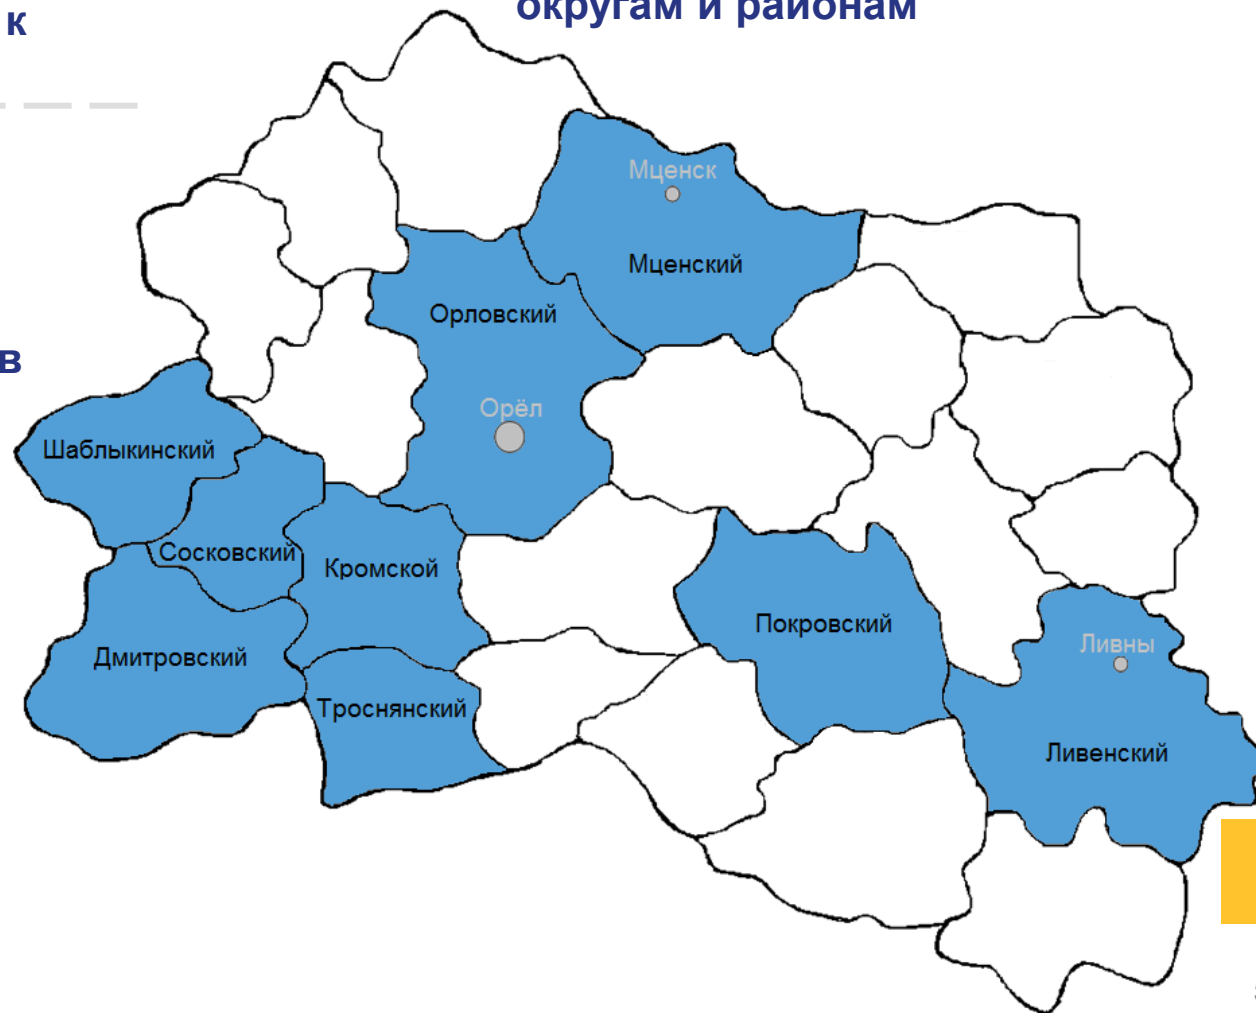 к
округам и районам
Мценск
Мценский
Орловский
в
Орёл
Шаблыкинский
Сосковский
Кромской
Покровский
Ливны
Дмитровский
Троснянский
Ливенский